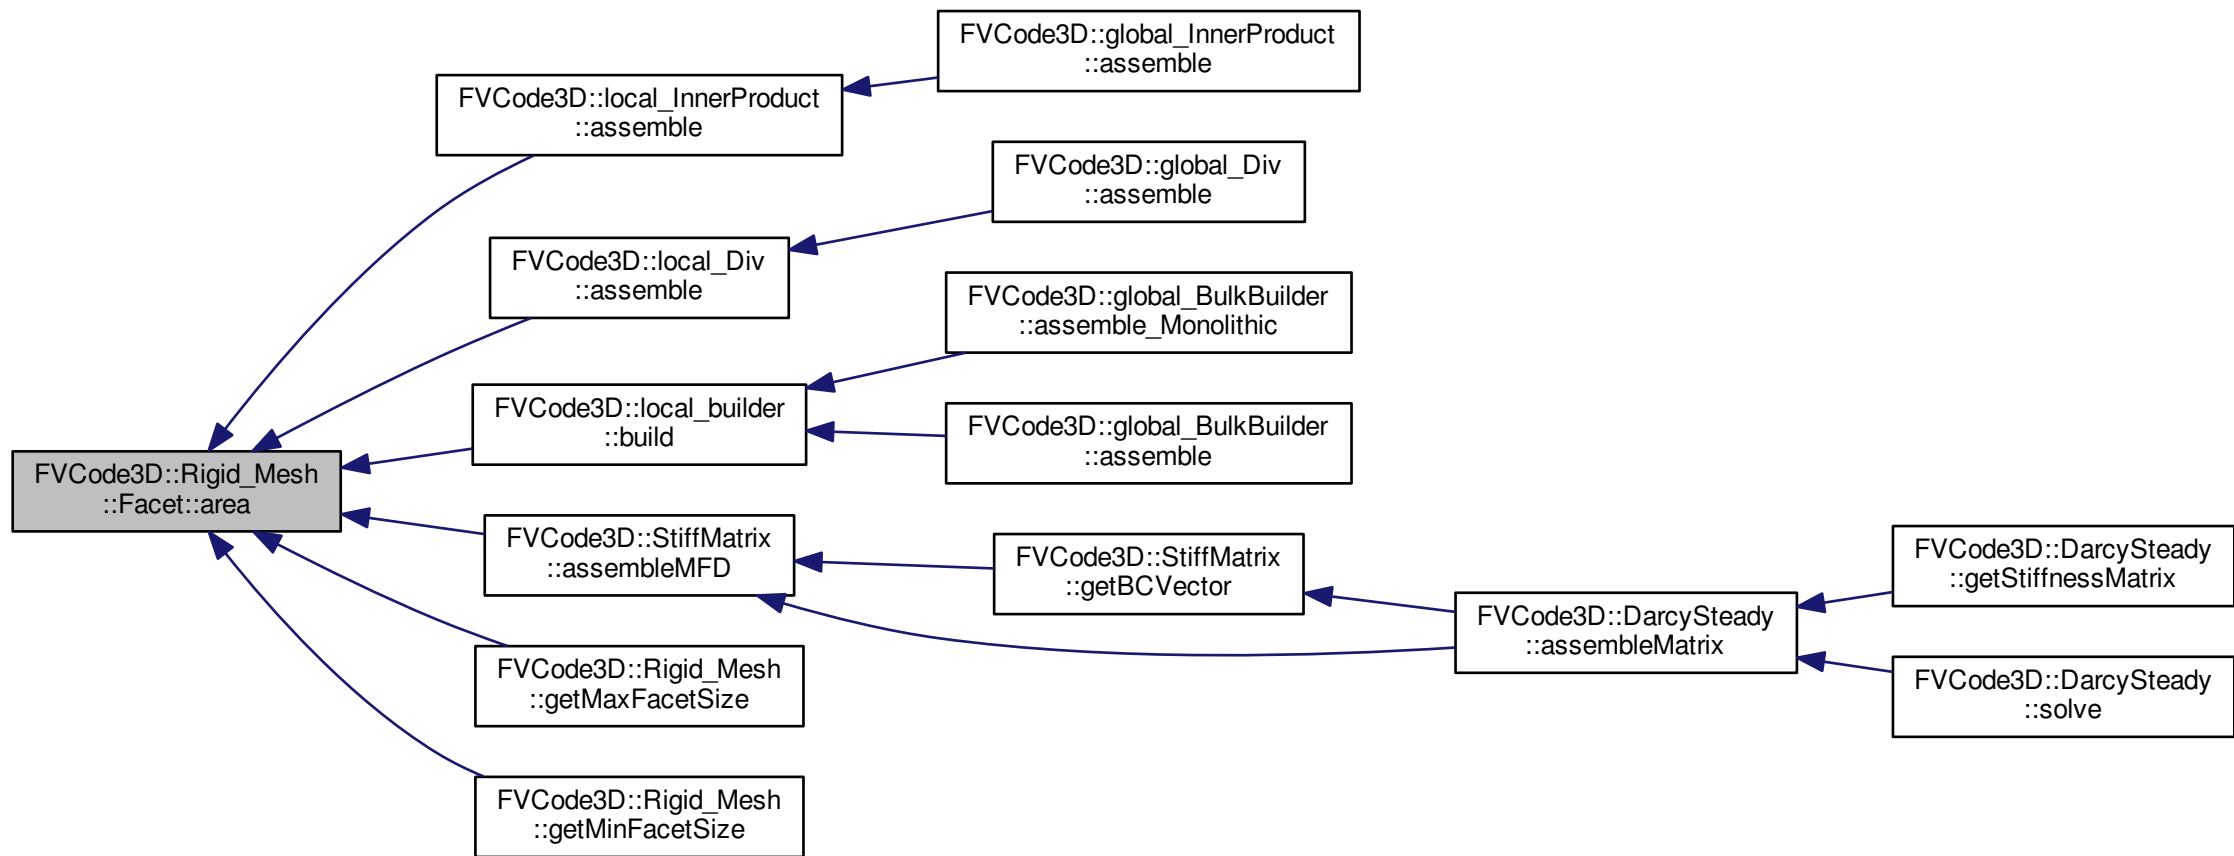 FVCode3D::global_InnerProduct
::assemble
FVCode3D::local_InnerProduct
::assemble
FVCode3D::global_Div
::assemble
FVCode3D::local_Div
::assemble
FVCode3D::global_BulkBuilder
::assemble_Monolithic
FVCode3D::local_builder
::build
FVCode3D::global_BulkBuilder
::assemble
FVCode3D::Rigid_Mesh
::Facet::area
FVCode3D::StiffMatrix
::assembleMFD
FVCode3D::StiffMatrix
::getBCVector
FVCode3D::DarcySteady
::getStiffnessMatrix
FVCode3D::DarcySteady
::assembleMatrix
FVCode3D::Rigid_Mesh
::getMaxFacetSize
FVCode3D::DarcySteady
::solve
FVCode3D::Rigid_Mesh
::getMinFacetSize